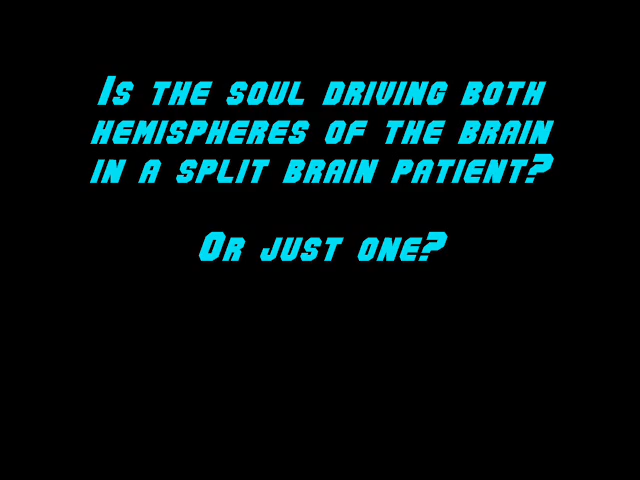 Is the soul driving both
hemispheres of the brain
in a split brain patient?
Or just one?